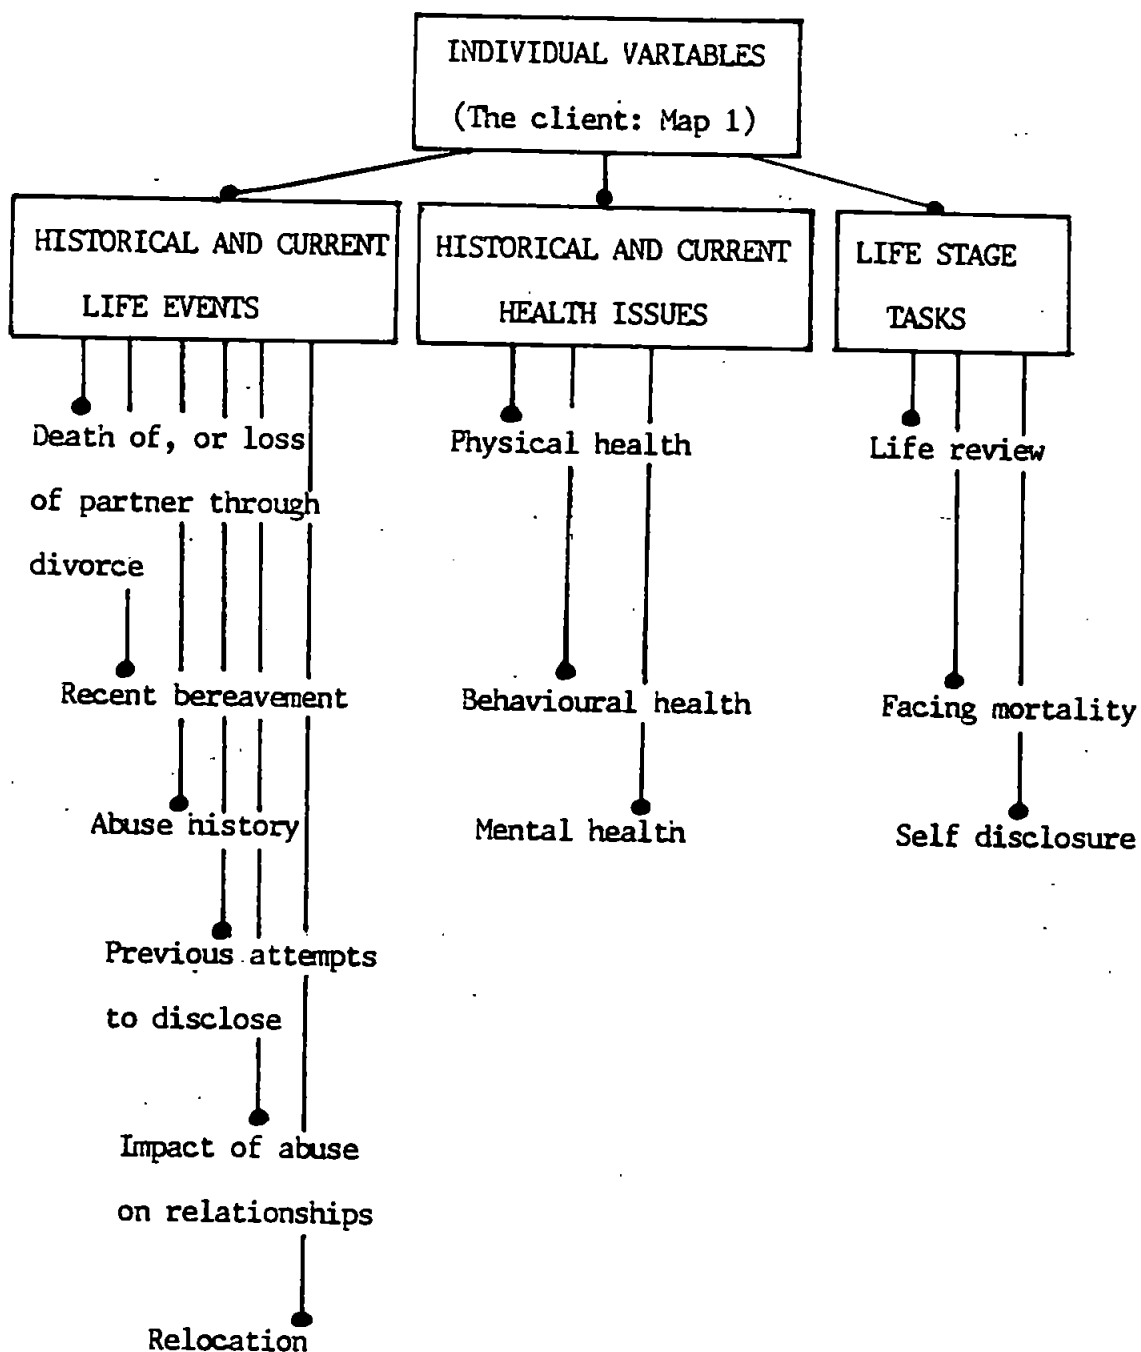 INDIVIDUAL VARIABLES
(The client: Map 1)
HISTORICAL AND CURRENT
LIFE EVENTS
HISTORICAL AND CURRENT
HEALTH ISSUES
LIFE STAGE
TASKS
Death of, or loss
of partner through
divorce
Recent bereavement
Abuse history
Previous attempts
to disclose
Impact of abuse
on relationships
Relocation
Physical health
Behavioural health
Mental health
Life review
Facing mortality
Self disclosure